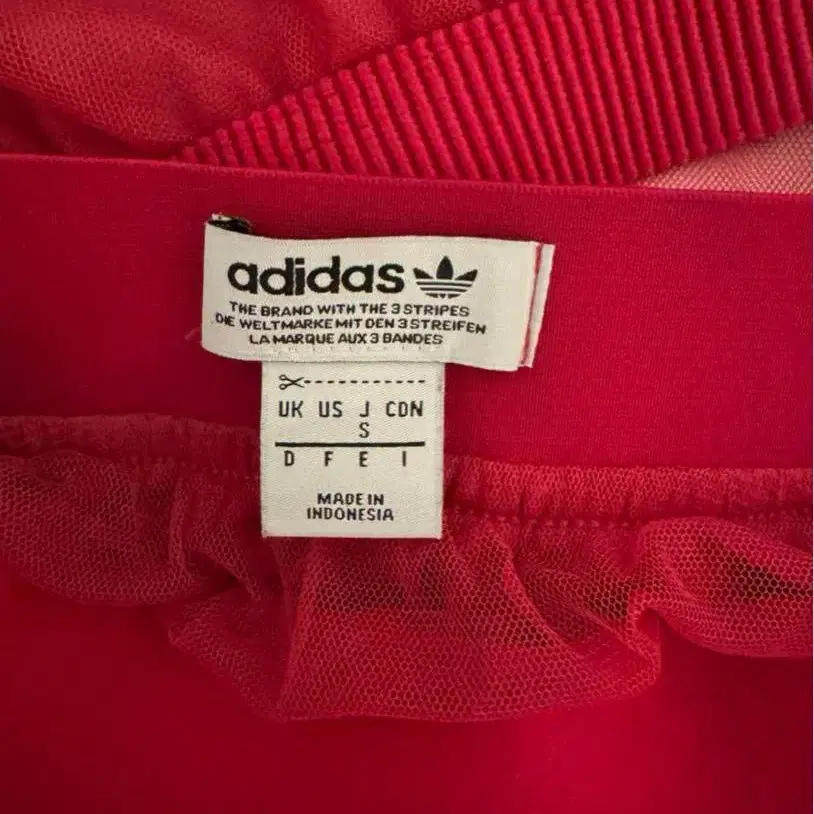 adidas
THE BRAND WITH THE 3 STRIPES
DIE WELTMARKE MIT DEN 3 STREIFEN
LA MARQUE AUX 3 BANDES
UK US J CDN
S
D F E I
MADE IN
INDONESIA